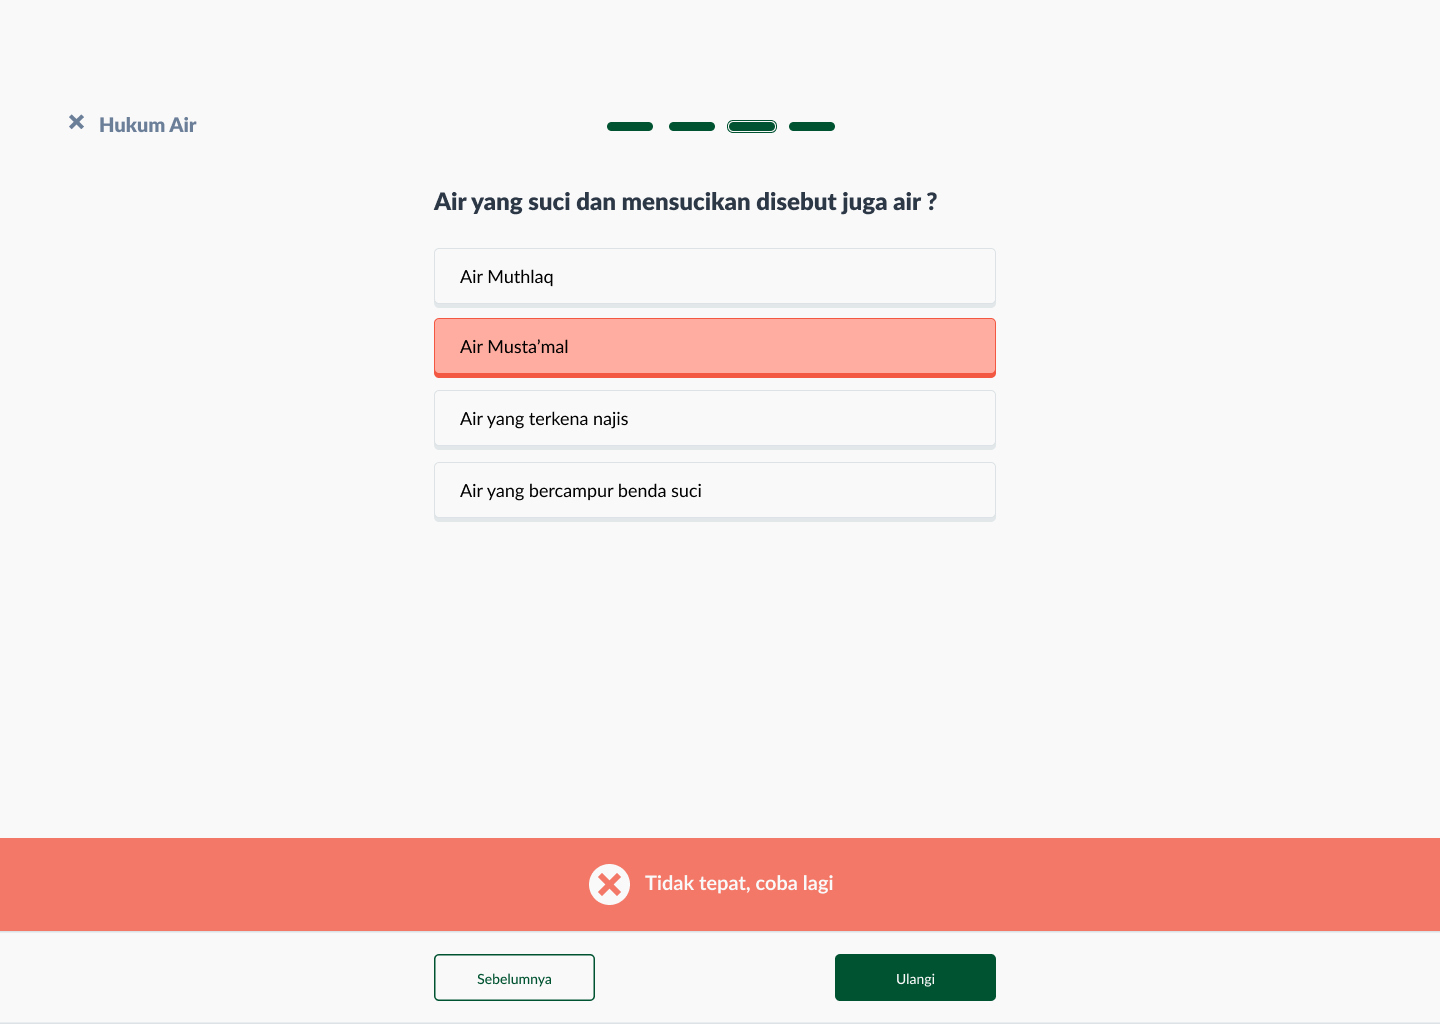 Hukum Air
Air yang suci dan mensucikan disebut juga air ?
Air Muthlaq
Air Musta’mal
Air yang terkena najis
Air yang bercampur benda suci
Tidak tepat, coba lagi
Sebelumnya
Ulangi